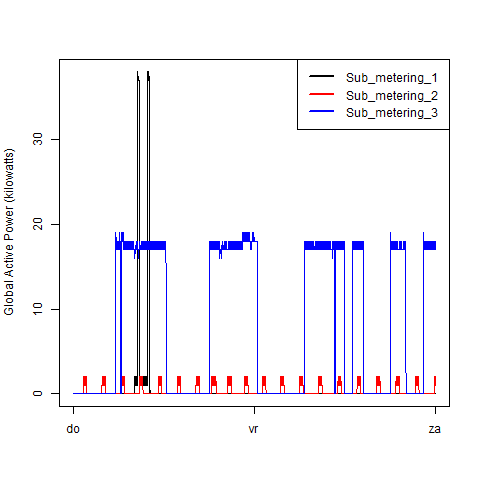 Sub_metering_1
Sub_metering_2
Sub_metering_3
Global Active Power (kilowatts)
30
20
10
0
do vr za